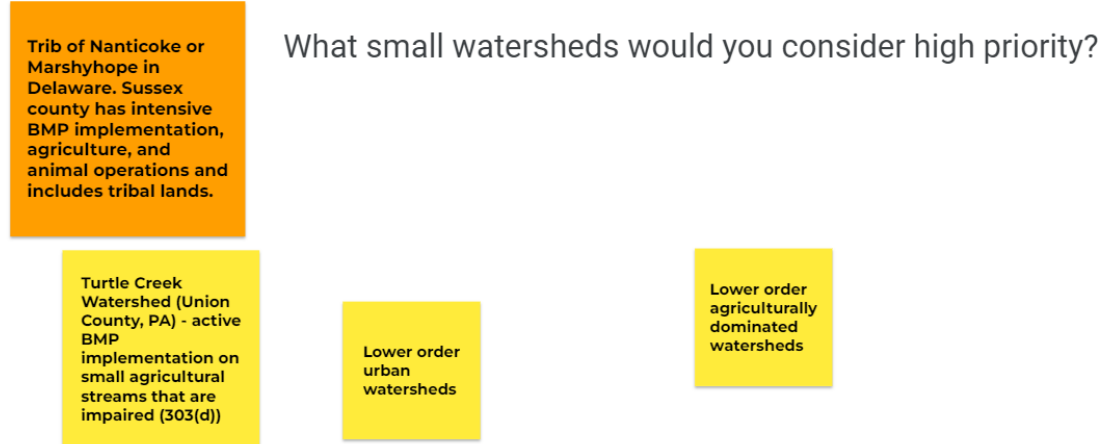 What small watersheds would you consider high priority?
Trib of Nanticoke or
Marshyhope in
Delaware. Sussex
county has intensive
BMP implementation,
agriculture, and
animal operations and
includes tribal lands.
Turtle Creek
Watershed (Union
County, PA) - active
BMP
implementation on
small agricultural
streams that are
impaired (303(d))
Lower order
urban
watersheds
Lower order
agriculturally
dominated
watersheds